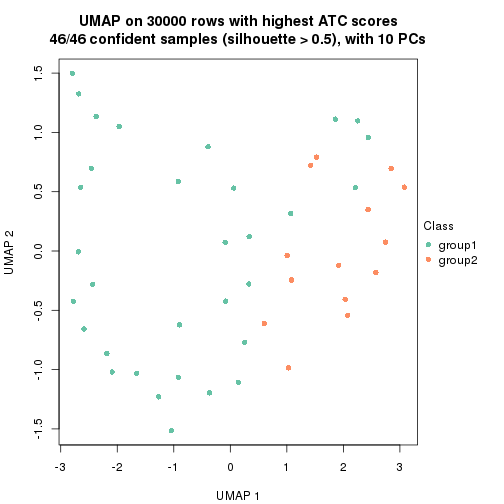 UMAP on 30000 rows with highest ATC scores
46/46 confident samples (silhouette > 0.5), with 10 PCs
1.5
1.0
0.5
0.0
-0.5
-1.0
-1.5
UMAP 2
-3 -2 -1 0 1 2 3
UMAP 1
Class
group1
group2